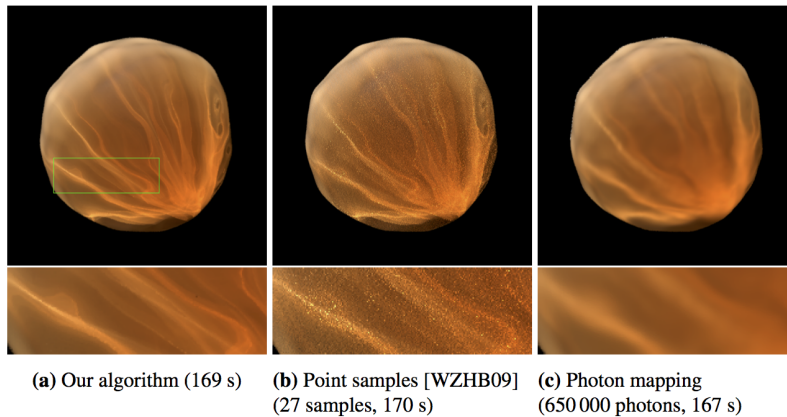 (a) Our algorithm (169 s)
(b) Point samples [WZHB09]
(27 samples, 170 s)
(c) Photon mapping
(650 000 photons, 167 s)